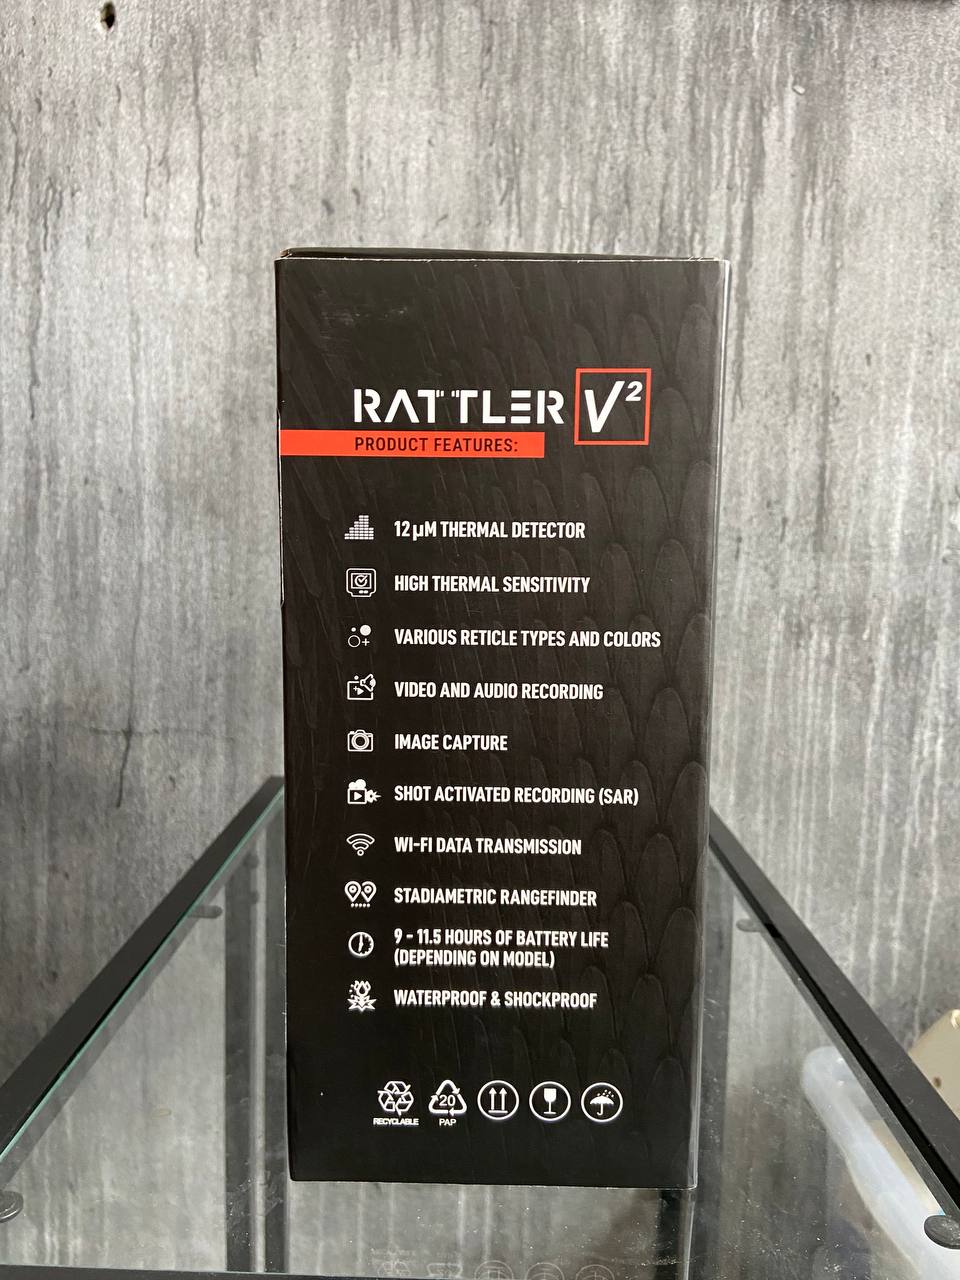 RATTLER V²
PRODUCT FEATURES:
12µM THERMAL DETECTOR
HIGH THERMAL SENSITIVITY
VARIOUS RETICLE TYPES AND COLORS
VIDEO AND AUDIO RECORDING
IMAGE CAPTURE
SHOT ACTIVATED RECORDING (SAR)
WI-FI DATA TRANSMISSION
STADIAMETRIC RANGEFINDER
9 - 11.5 HOURS OF BATTERY LIFE
(DEPENDING ON MODEL)
WATERPROOF & SHOCKPROOF
20
RECYCLABLE PAP